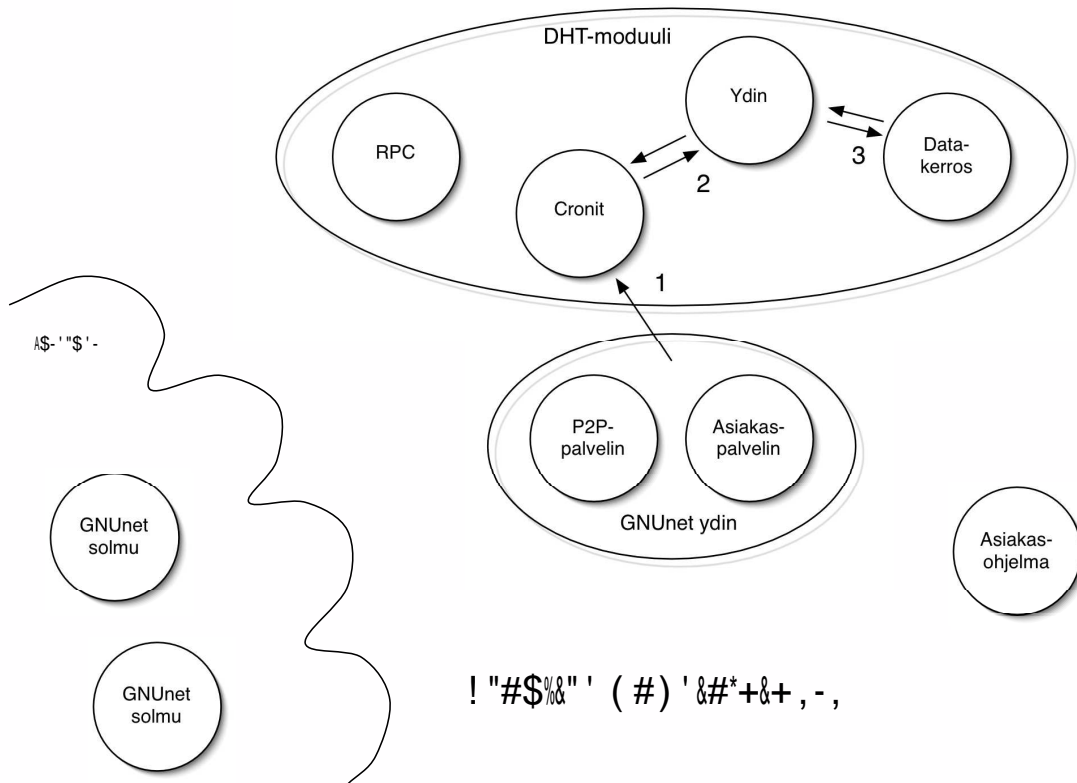 DHT-moduuli
Ydin
RPC
Data-
kerros
3
2
Cronit
1
A$-'"$'-
P2P-
palvelin
Asiakas-
palvelin
GNUnet ydin
GNUnet
solmu
Asiakas-
ohjelma
GNUnet
solmu
! "#$%&"' (#)'&#*+&+,-,